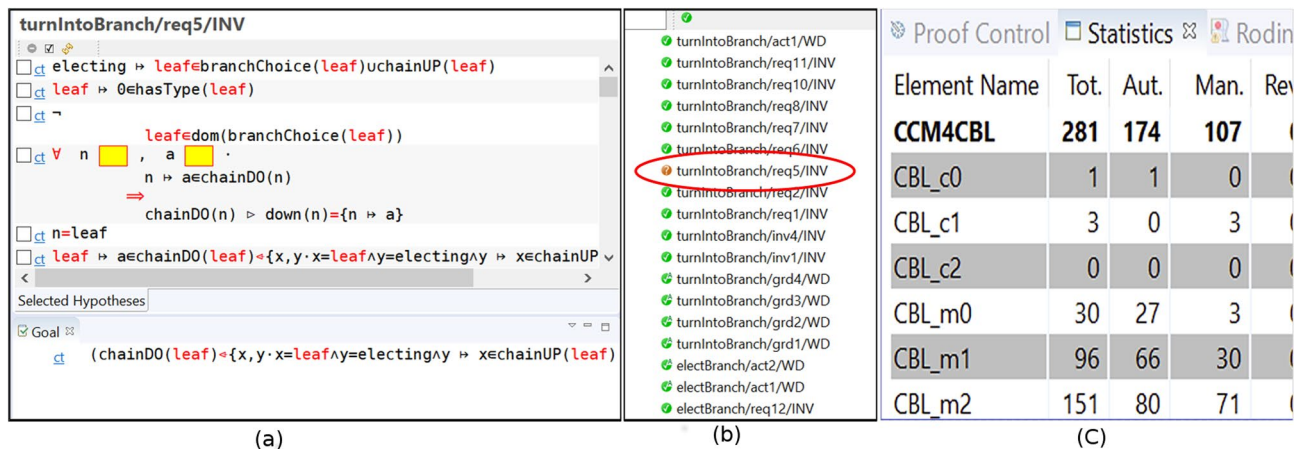 turnIntoBranch/req5/INV
ct electing ↦ leaf∈branchChoice(leaf)∪chainUP(leaf)
ct leaf ↦ 0∈hasType(leaf)
ct ¬
leaf∈dom(branchChoice(leaf))
ct ∀ n , a ·
n ↦ a∈chainDO(n)
⇒
chainDO(n) ▷ down(n)={n ↦ a}
ct n=leaf
ct leaf ↦ a∈chainDO(leaf)⩤{x,y·x=leaf∧y=electing∧y ↦ x∈chainUP
Selected Hypotheses
Goal
ct (chainDO(leaf)⩤{x,y·x=leaf∧y=electing∧y ↦ x∈chainUP(leaf)
(a)
turnIntoBranch/act1/WD
turnIntoBranch/req11/INV
turnIntoBranch/req10/INV
turnIntoBranch/req8/INV
turnIntoBranch/req7/INV
turnIntoBranch/req6/INV
turnIntoBranch/req5/INV
turnIntoBranch/req2/INV
turnIntoBranch/req1/INV
turnIntoBranch/inv4/INV
turnIntoBranch/inv1/INV
turnIntoBranch/grd4/WD
turnIntoBranch/grd3/WD
turnIntoBranch/grd2/WD
turnIntoBranch/grd1/WD
electBranch/act2/WD
electBranch/act1/WD
electBranch/req12/INV
(b)
Proof Control Statistics Rodin
Element Name Tot. Aut. Man. Rev
CCM4CBL 281 174 107
CBL_c0 1 1 0
CBL_c1 3 0 3
CBL_c2 0 0 0
CBL_m0 30 27 3
CBL_m1 96 66 30
CBL_m2 151 80 71
(C)